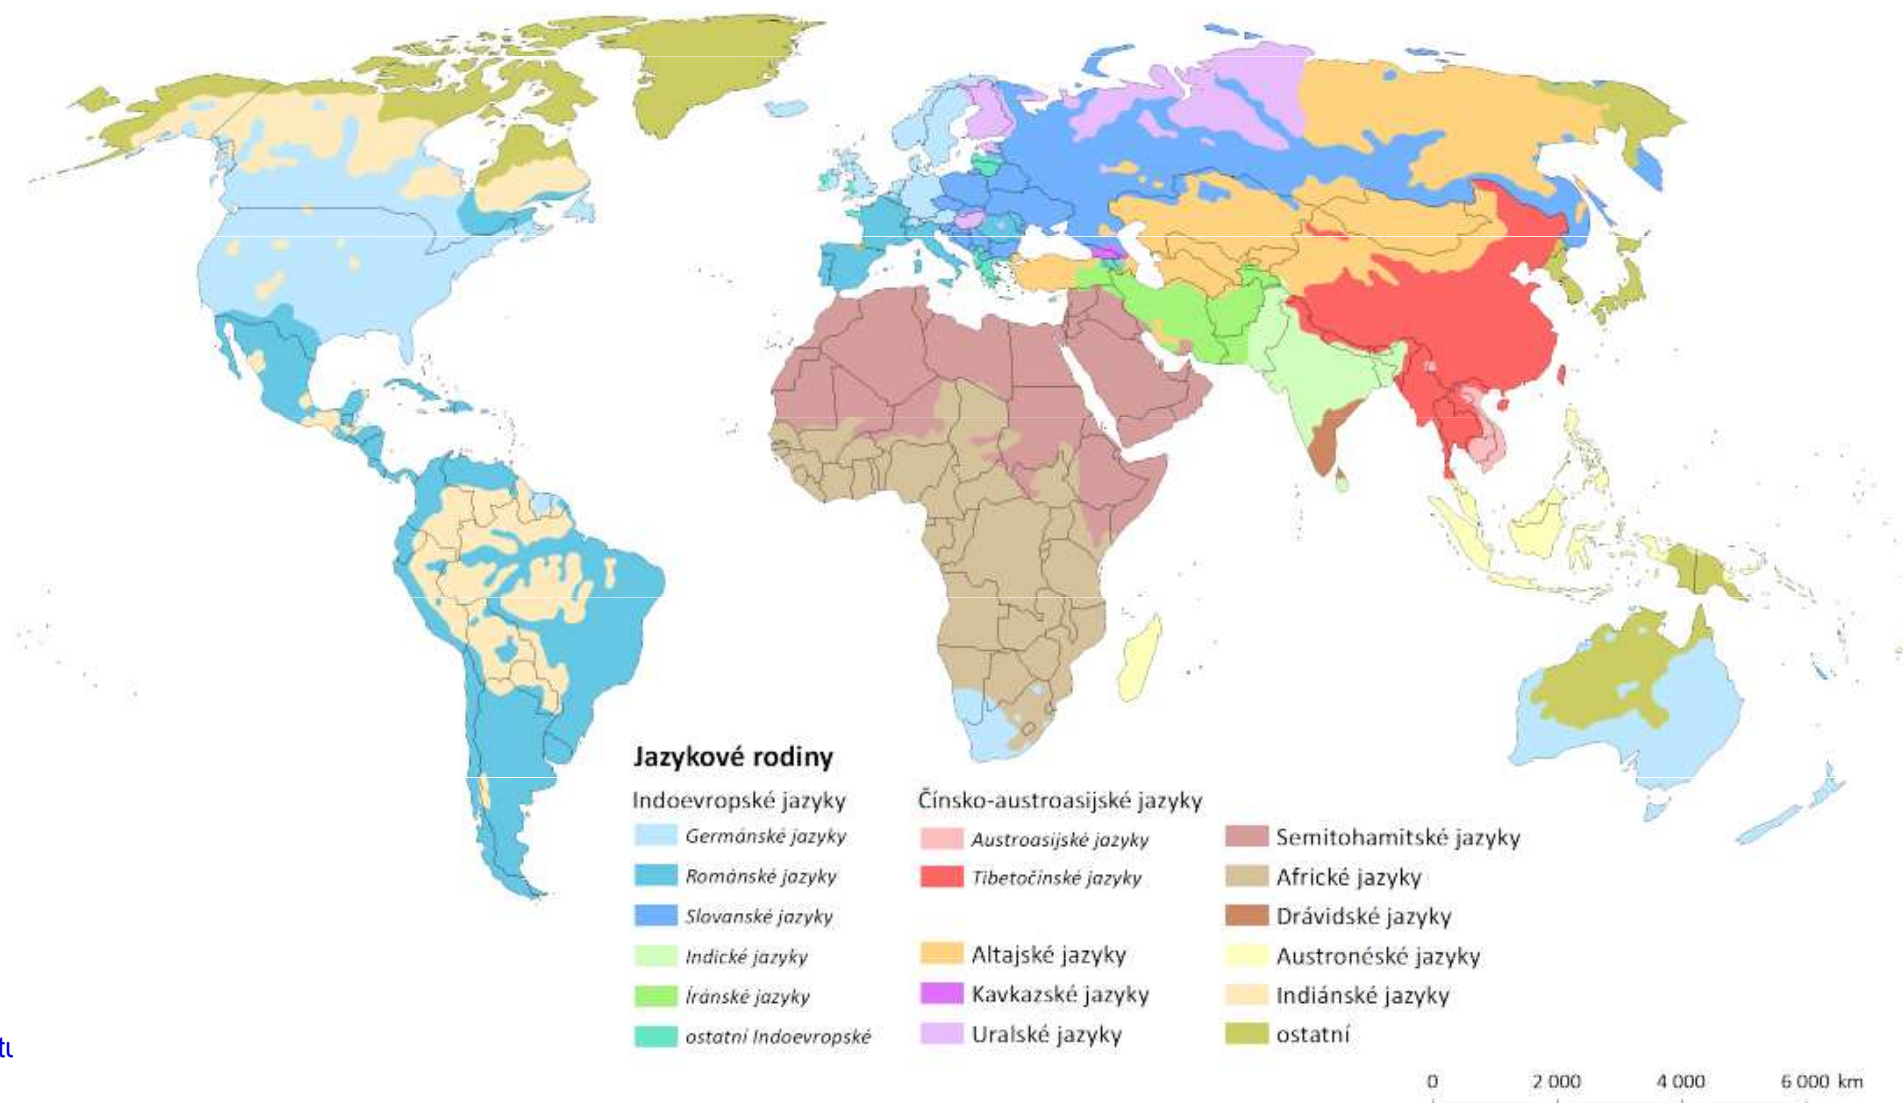 Jazykové rodiny
Indoevropské jazyky
Germánské jazyky
Románské jazyky
Slovanské jazyky
Indické jazyky
Íránské jazyky
ostatní Indoevropské
Čínsko-austroasijské jazyky
Austroasijské jazyky
Tibetočínské jazyky
Altajské jazyky
Kavkazské jazyky
Uralské jazyky
Semitohamitské jazyky
Africké jazyky
Drávidské jazyky
Austronéské jazyky
Indiánské jazyky
ostatní
tu
0 2 000 4 000 6 000 km